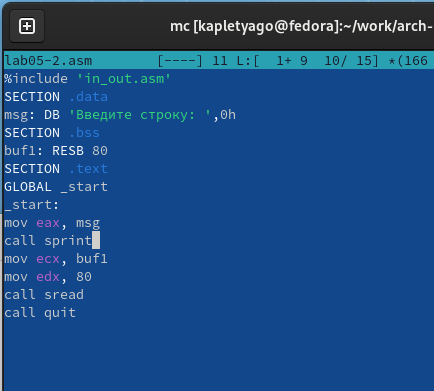 mc [kapletyago@fedora]:~/work/arch-
lab05-2.asm [----] 11 L:[ 1+ 9 10/ 15] *(166
%include 'in_out.asm'
SECTION .data
msg: DB 'Введите строку: ',0h
SECTION .bss
buf1: RESB 80
SECTION .text
GLOBAL _start
_start:
mov eax, msg
call sprint
mov ecx, buf1
mov edx, 80
call sread
call quit